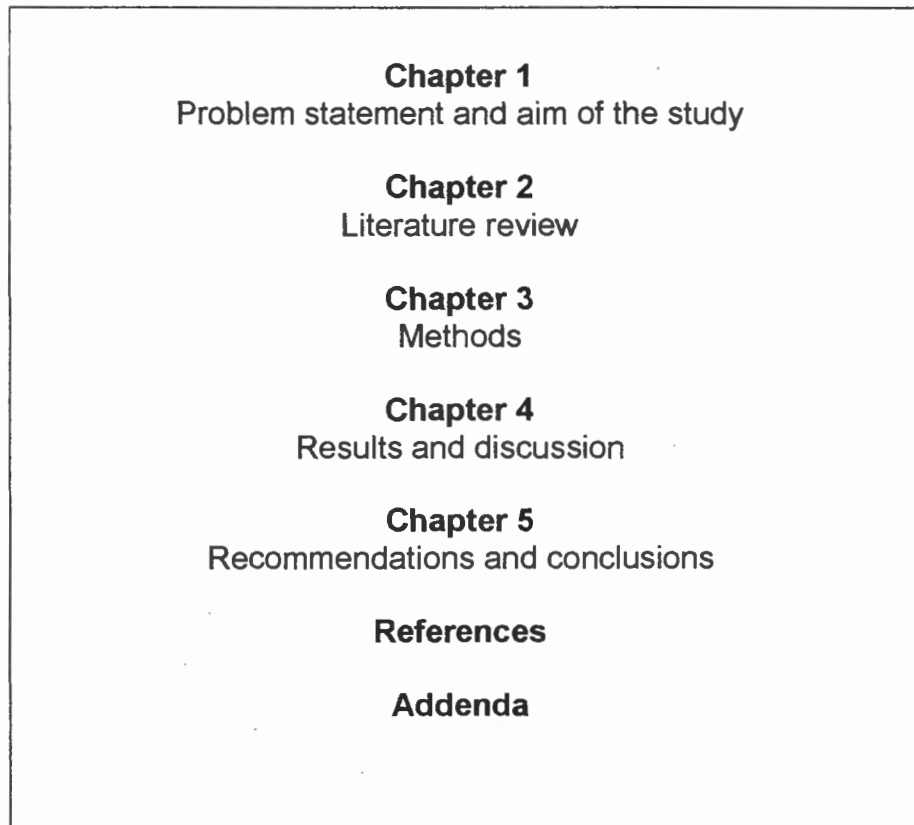 Chapter 1
Problem statement and aim of the study
Chapter 2
Literature review
Chapter 3
Methods
Chapter 4
Results and discussion
Chapter 5
Recommendations and conclusions
References
Addenda